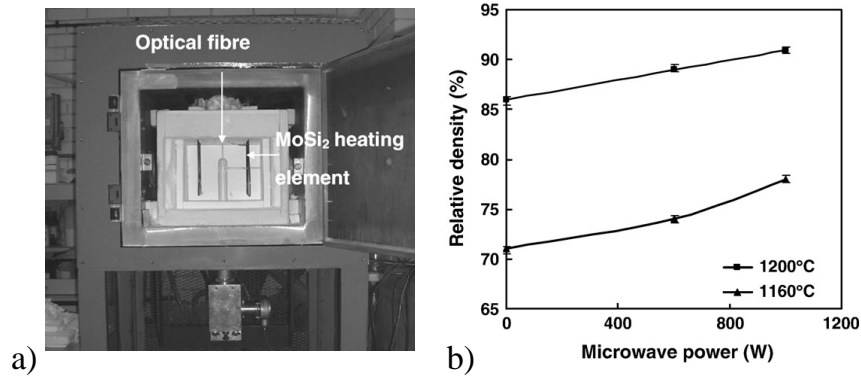 Optical fibre
MoSi₂ heating
element
a)
95
90
85
80
75
70
65
Relative density (%)
1200°C
1160°C
0
400
800
1200
Microwave power (W)
b)